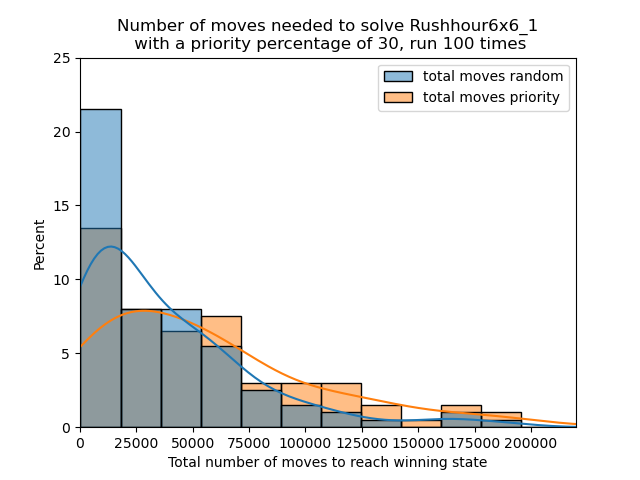 Number of moves needed to solve Rushhour6x6_1
with a priority percentage of 30, run 100 times
total moves random
total moves priority
Percent
25
20
15
10
5
0
0 25000 50000 75000 100000 125000 150000 175000 200000
Total number of moves to reach winning state